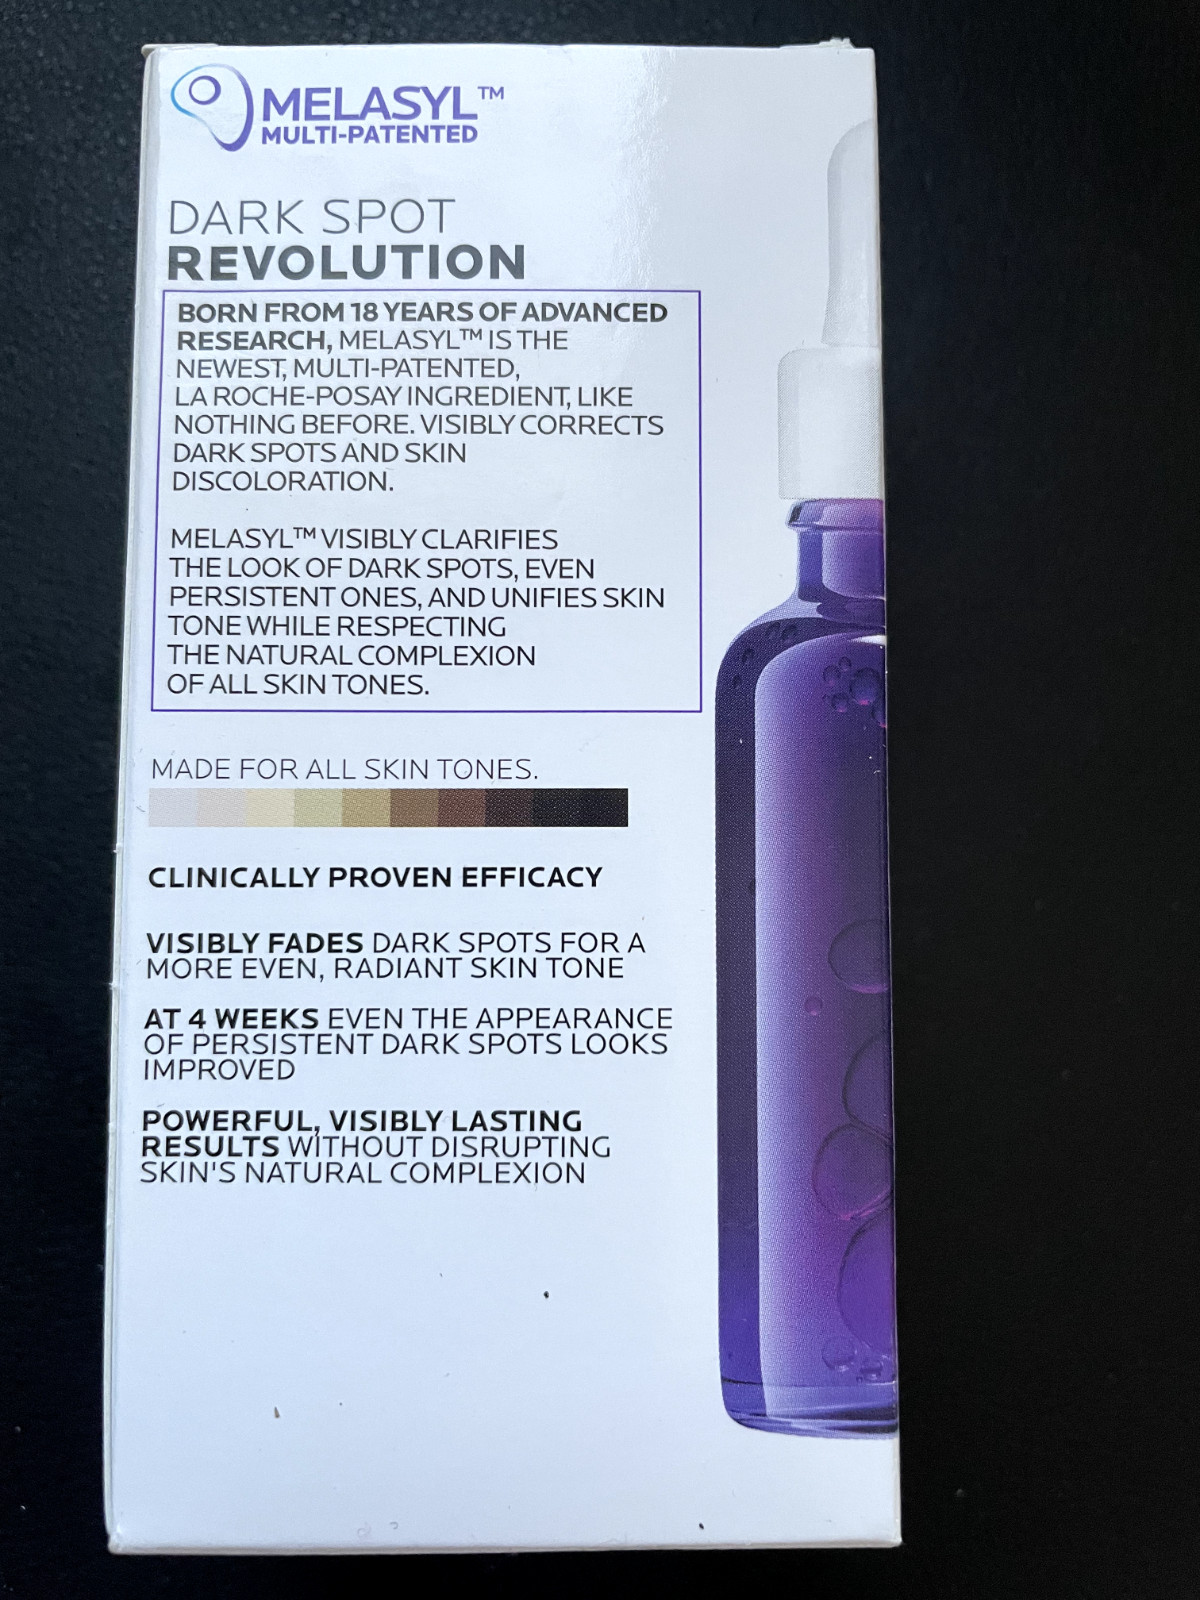 MELASYL™
MULTI-PATENTED
DARK SPOT
REVOLUTION
BORN FROM 18 YEARS OF ADVANCED
RESEARCH, MELASYL™ IS THE
NEWEST, MULTI-PATENTED,
LA ROCHE-POSAY INGREDIENT, LIKE
NOTHING BEFORE. VISIBLY CORRECTS
DARK SPOTS AND SKIN
DISCOLORATION.
MELASYL™ VISIBLY CLARIFIES
THE LOOK OF DARK SPOTS, EVEN
PERSISTENT ONES, AND UNIFIES SKIN
TONE WHILE RESPECTING
THE NATURAL COMPLEXION
OF ALL SKIN TONES.
MADE FOR ALL SKIN TONES.
CLINICALLY PROVEN EFFICACY
VISIBLY FADES DARK SPOTS FOR A
MORE EVEN, RADIANT SKIN TONE
AT 4 WEEKS EVEN THE APPEARANCE
OF PERSISTENT DARK SPOTS LOOKS
IMPROVED
POWERFUL, VISIBLY LASTING
RESULTS WITHOUT DISRUPTING
SKIN'S NATURAL COMPLEXION